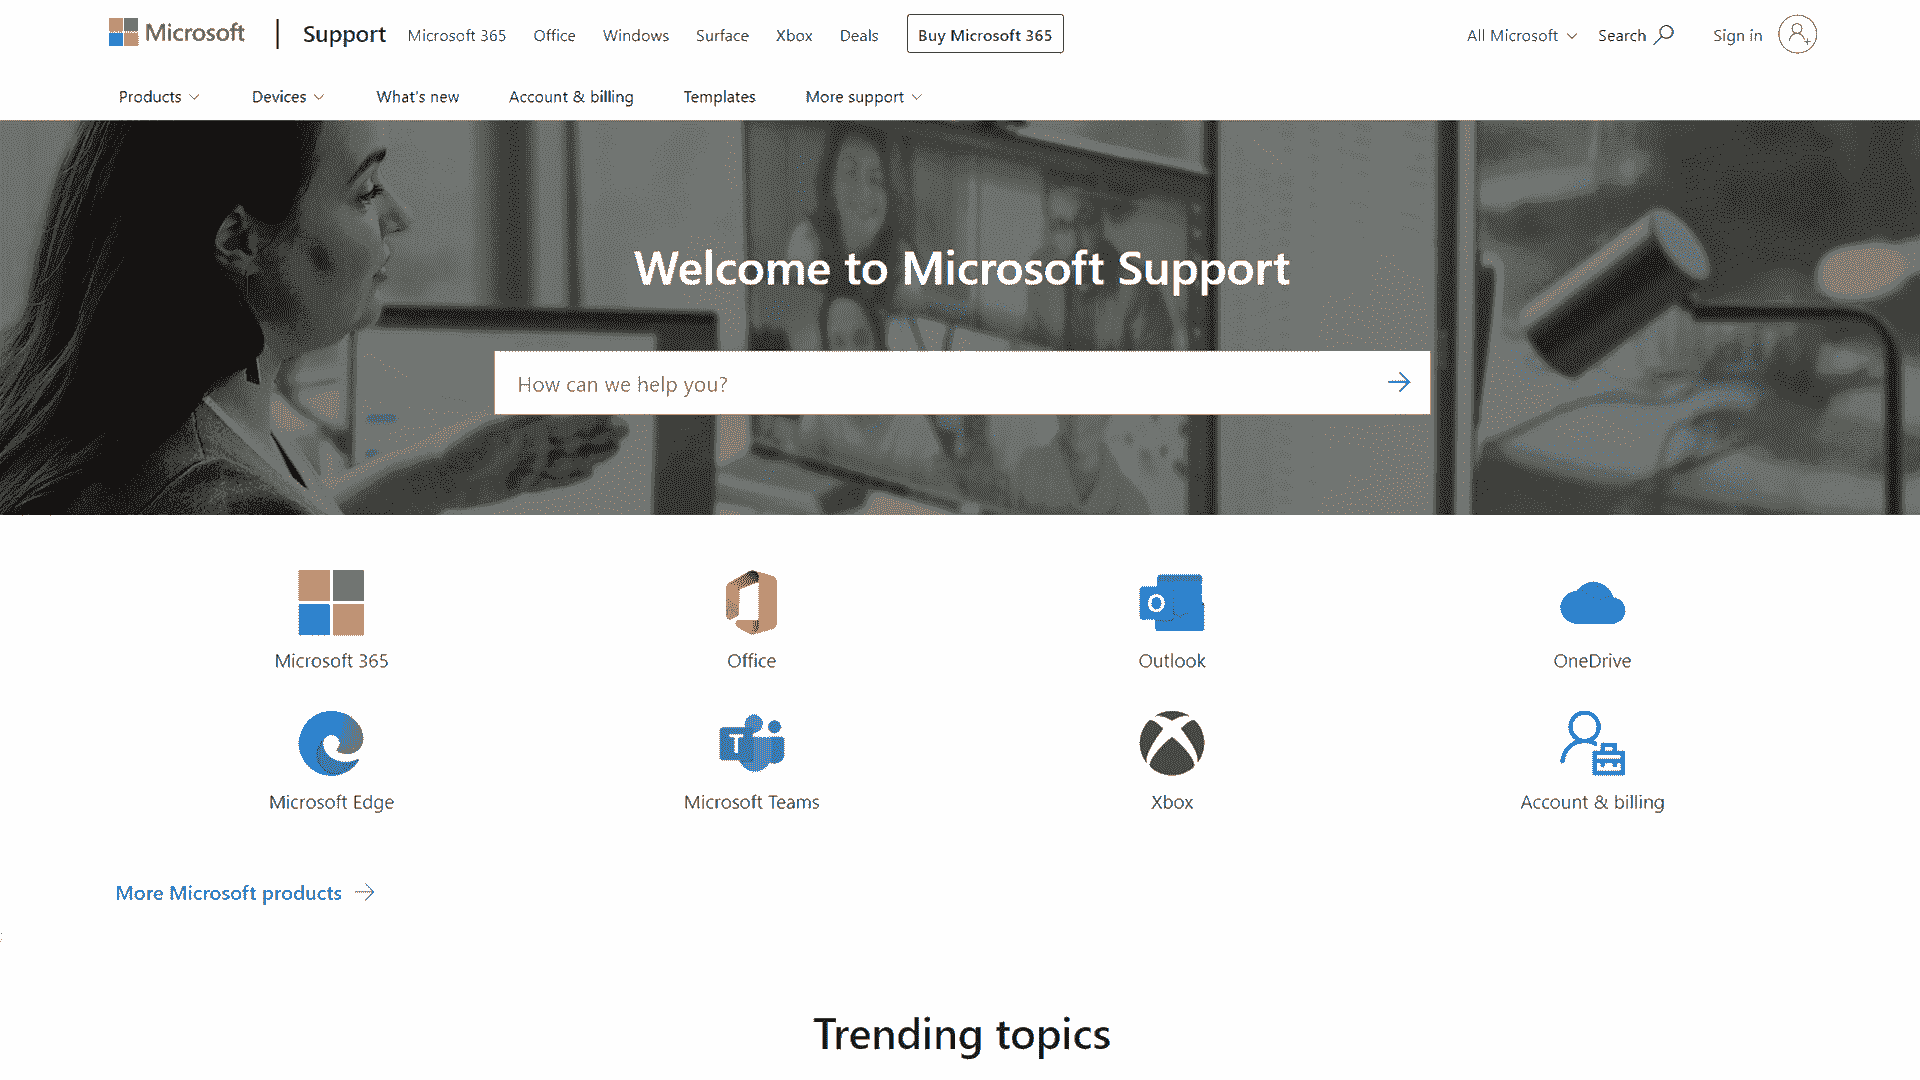 Microsoft Support Microsoft 365 Office Windows Surface Xbox Deals Buy Microsoft 365 All Microsoft Search Sign in
Products Devices What's new Account & billing Templates More support
Welcome to Microsoft Support
How can we help you?
Microsoft 365 Office Outlook OneDrive
Microsoft Edge Microsoft Teams Xbox Account & billing
More Microsoft products
Trending topics